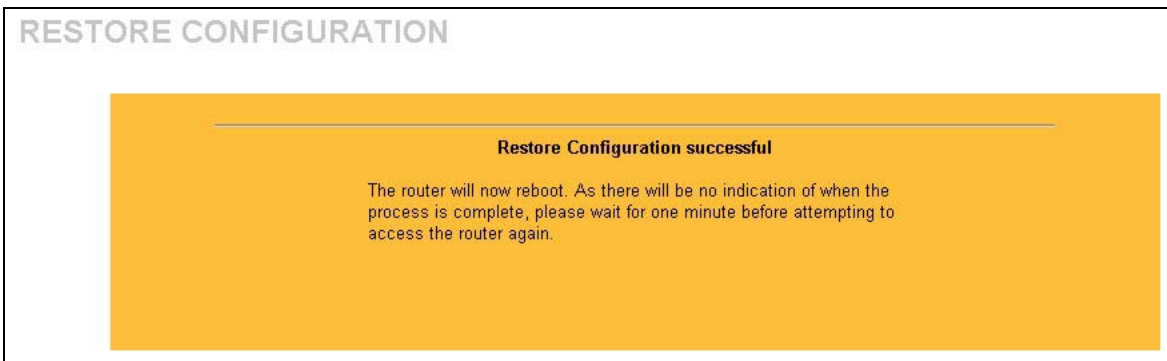 RESTORE CONFIGURATION
Restore Configuration successful
The router will now reboot. As there will be no indication of when the
process is complete, please wait for one minute before attempting to
access the router again.